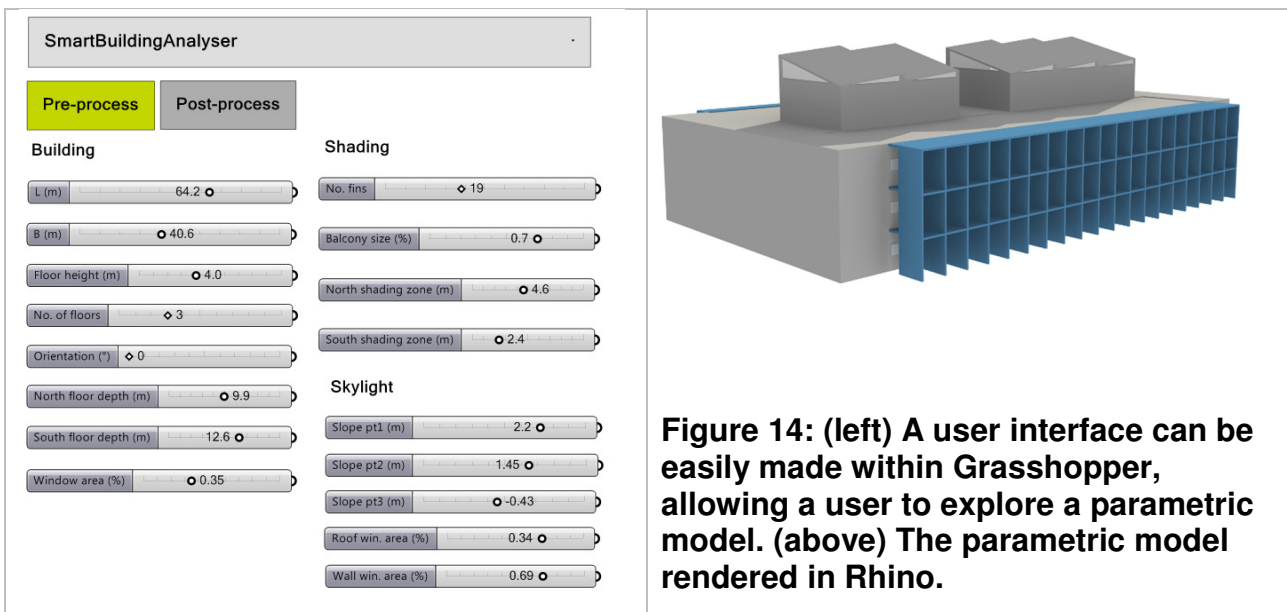 SmartBuildingAnalyser
Pre-process Post-process
Building
L (m) 64.2
B (m) 40.6
Floor height (m) 4.0
No. of floors 3
Orientation (°) 0
North floor depth (m) 9.9
South floor depth (m) 12.6
Window area (%) 0.35
Shading
No. fins 19
Balcony size (%) 0.7
North shading zone (m) 4.6
South shading zone (m) 2.4
Skylight
Slope pt1 (m) 2.2
Slope pt2 (m) 1.45
Slope pt3 (m) -0.43
Roof win. area (%) 0.34
Wall win. area (%) 0.69
Figure 14: (left) A user interface can be
easily made within Grasshopper,
allowing a user to explore a parametric
model. (above) The parametric model
rendered in Rhino.